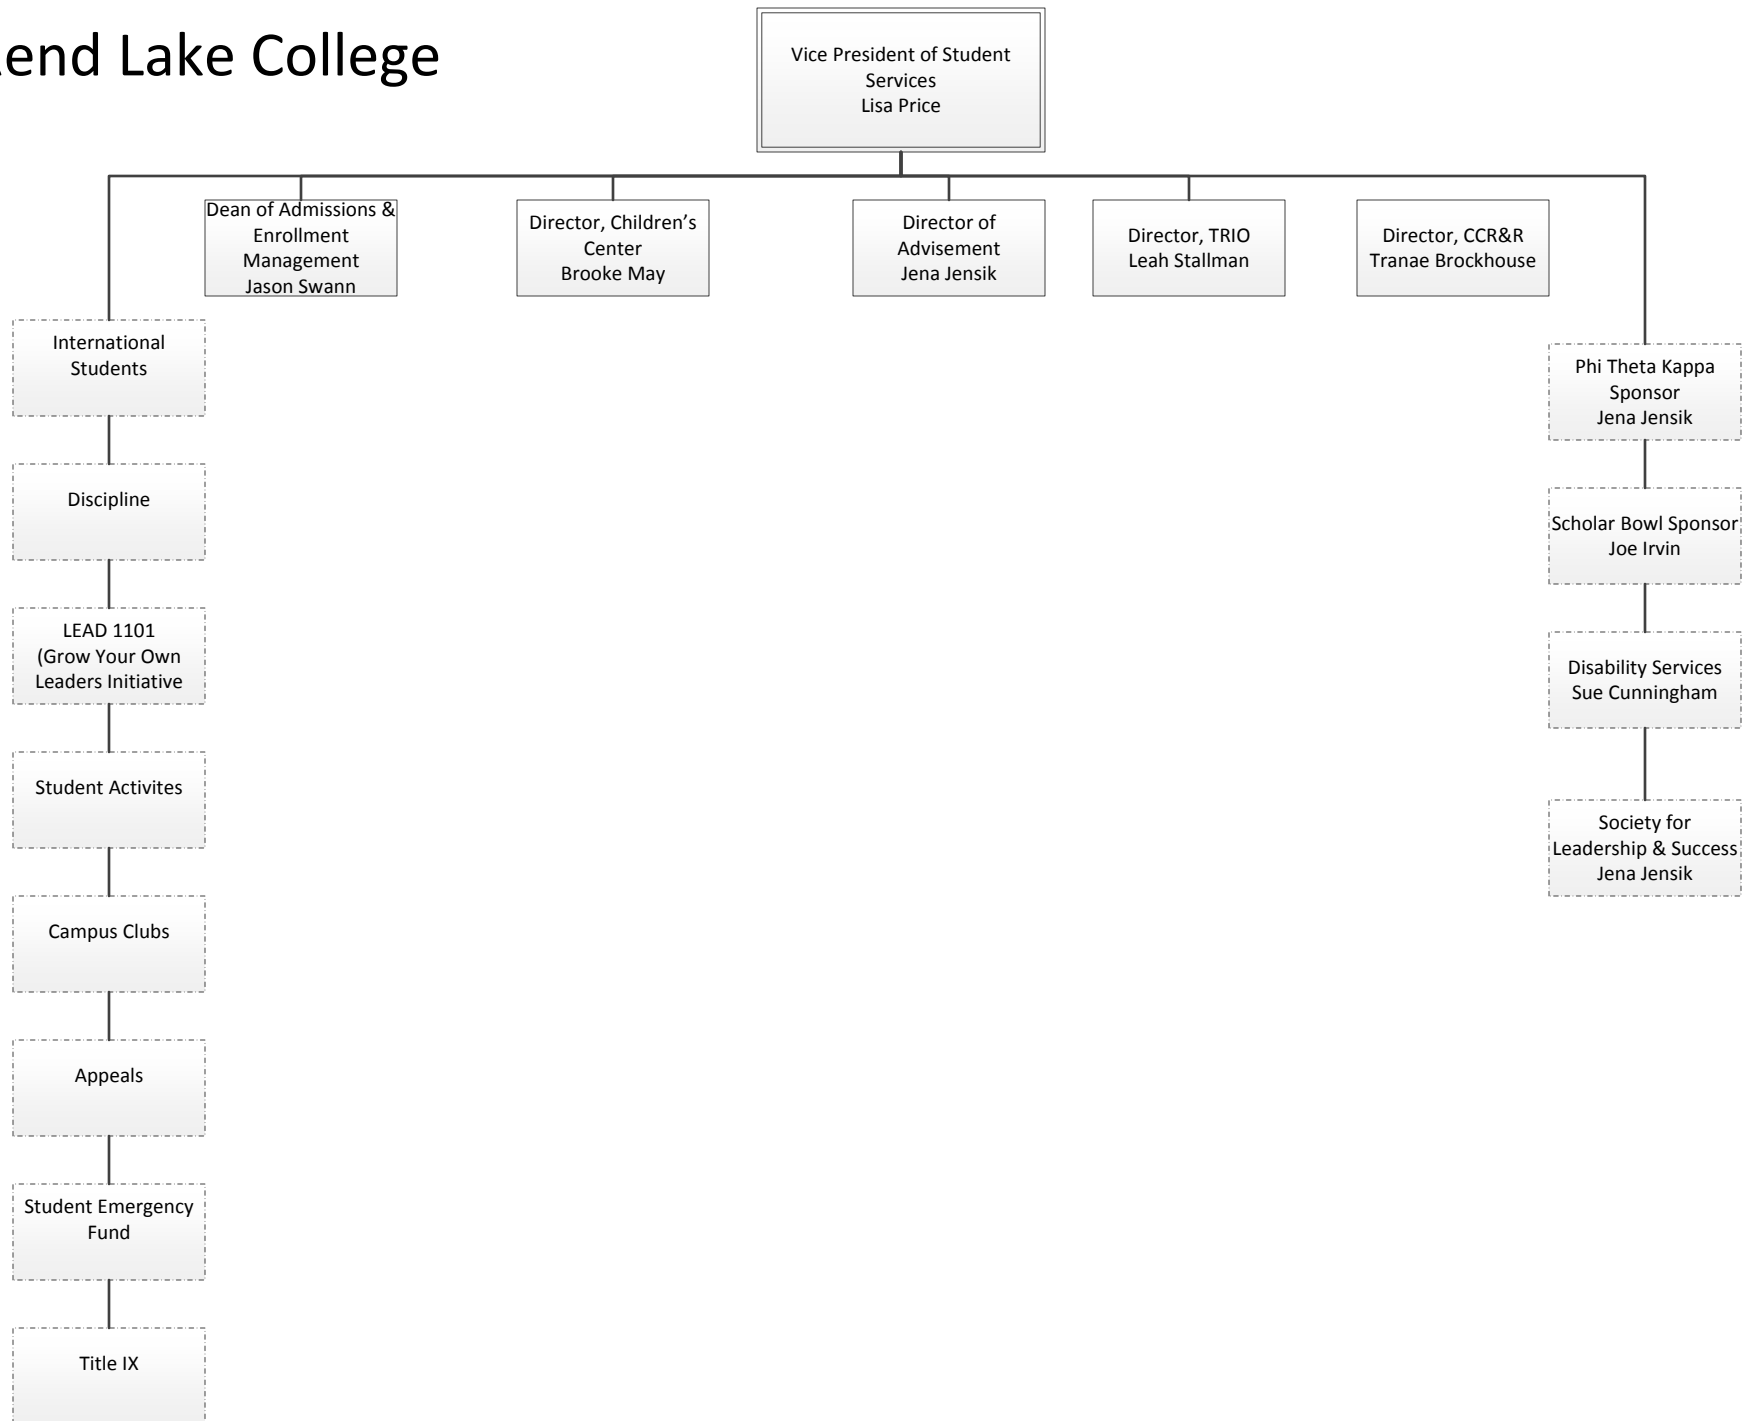 end Lake College
Vice President of Student
Services
Lisa Price
Dean of Admissions &
Enrollment
Management
Jason Swann
Director, Children's
Center
Brooke May
Director of
Advisement
Jena Jensik
Director, TRIO
Leah Stallman
Director, CCR&R
Tranae Brockhouse
International
Students
Discipline
LEAD 1101
(Grow Your Own
Leaders Initiative
Student Activites
Campus Clubs
Appeals
Student Emergency
Fund
Title IX
Phi Theta Kappa
Sponsor
Jena Jensik
Scholar Bowl Sponsor
Joe Irvin
Disability Services
Sue Cunningham
Society for
Leadership & Success
Jena Jensik